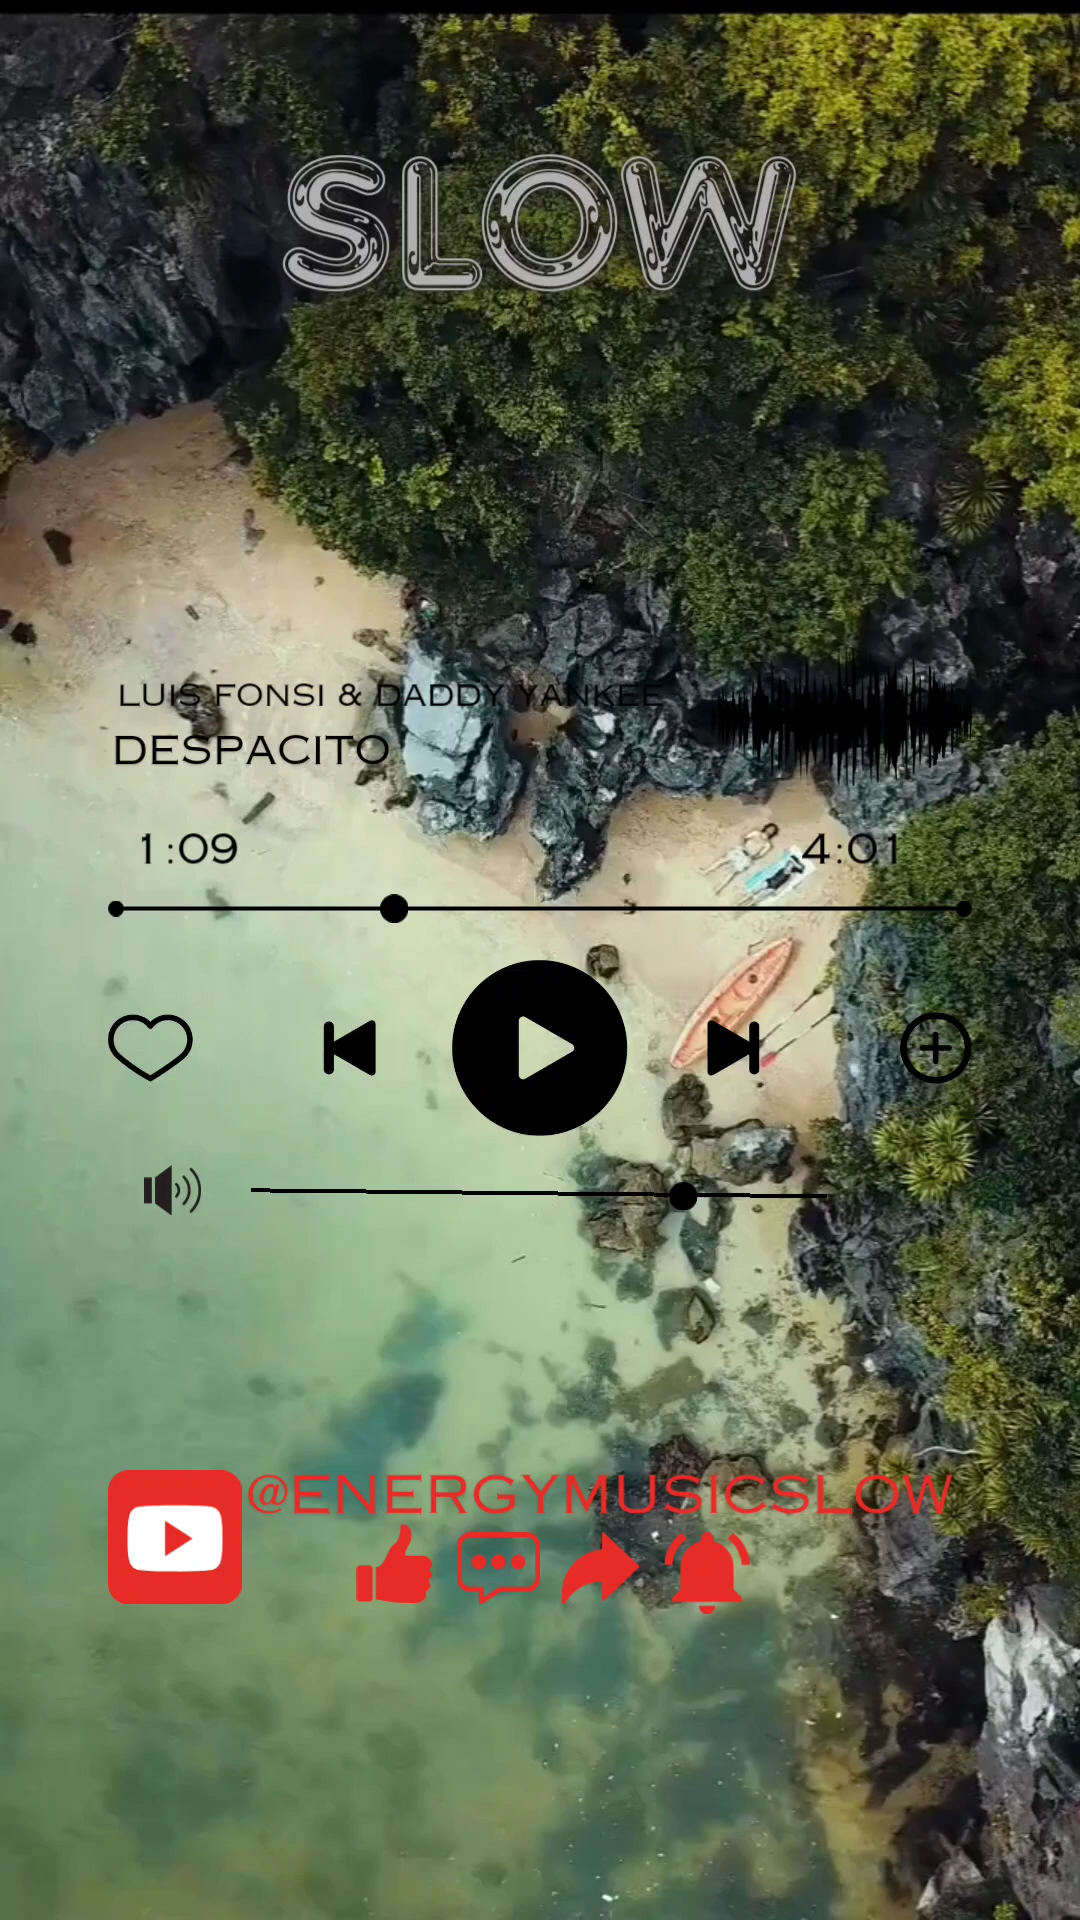 SLOW
LUIS FONSI & DADDY YANKEE
DESPACITO
1:09 4:01
@ENERGYMUSICSLOW